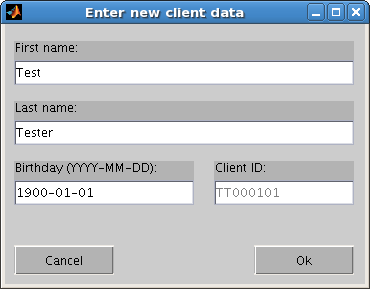 Enter new client data
First name:
Test
Last name:
Tester
Birthday (YYYY-MM-DD):
Client ID:
1900-01-01
TT000101
Cancel
Ok